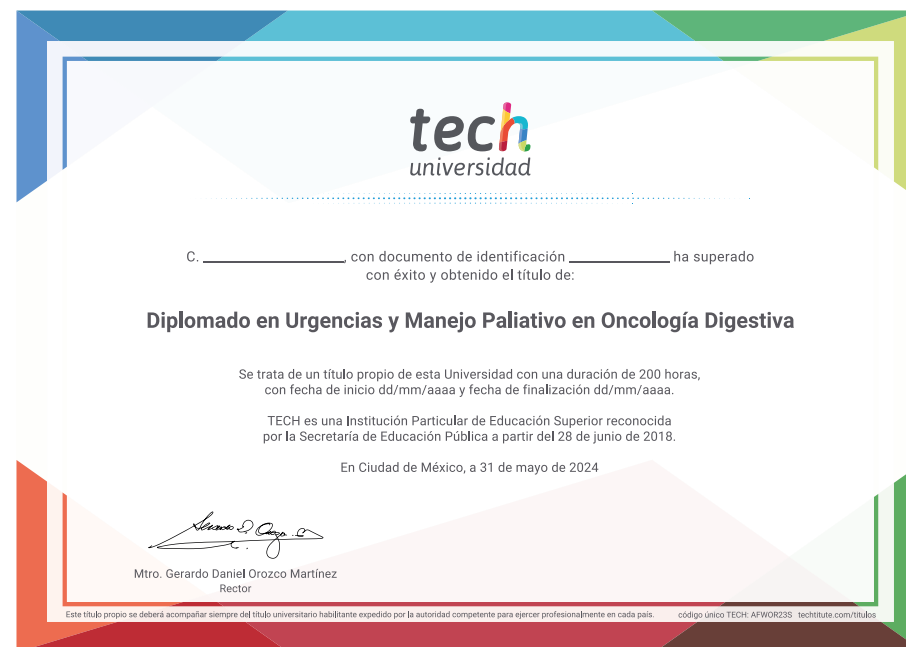 tech
universidad
C. ____________________, con documento de identificación ______________ ha superado
con éxito y obtenido el título de:
Diplomado en Urgencias y Manejo Paliativo en Oncología Digestiva
Se trata de un título propio de esta Universidad con una duración de 200 horas,
con fecha de inicio dd/mm/aaaa y fecha de finalización dd/mm/aaaa.
TECH es una Institución Particular de Educación Superior reconocida
por la Secretaría de Educación Pública a partir del 28 de junio de 2018.
En Ciudad de México, a 31 de mayo de 2024
Mtro. Gerardo Daniel Orozco Martínez
Rector
Este título propio se deberá acompañar siempre del título universitario habilitante expedido por la autoridad competente para ejercer profesionalmente en cada país. código único TECH: AFWOR23S techtitute.com/titulos